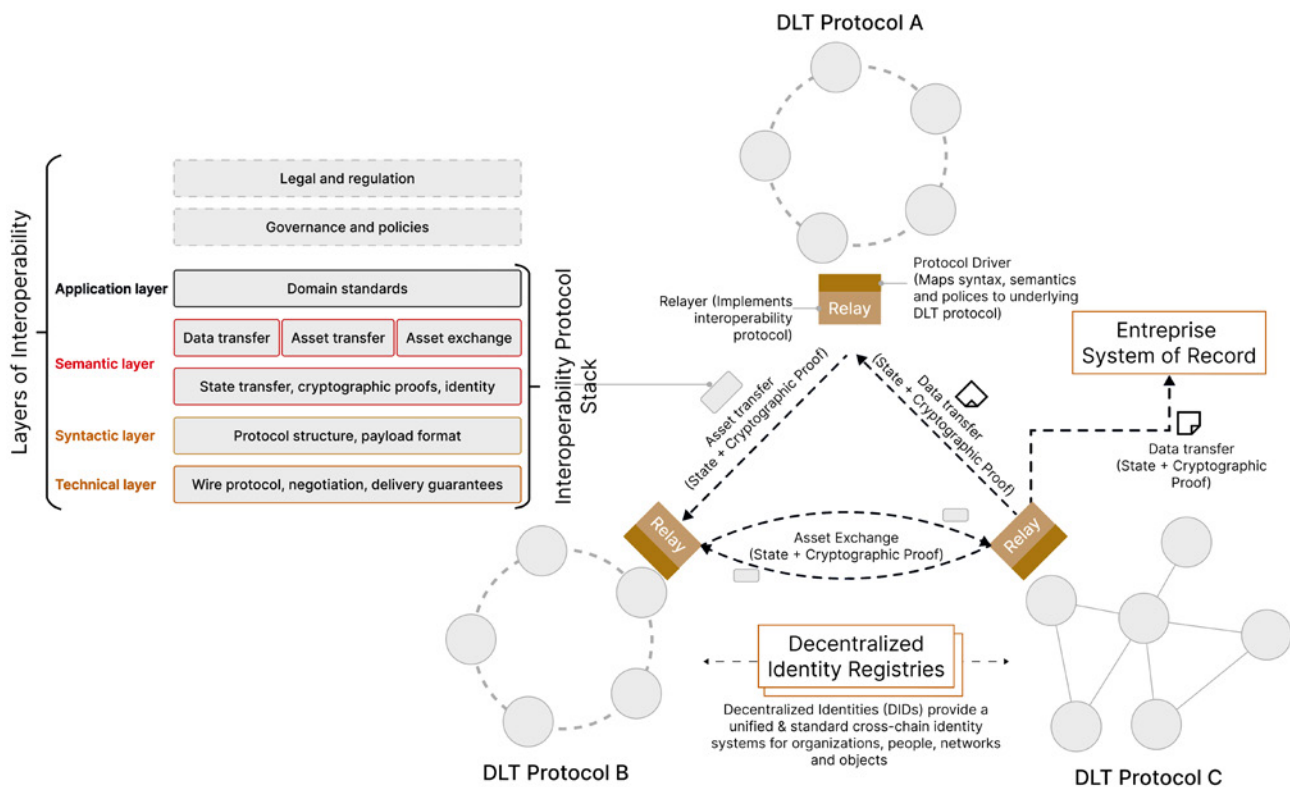 DLT Protocol A
Layers of Interoperability
Legal and regulation
Governance and policies
Application layer
Domain standards
Semantic layer
Data transfer
Asset transfer
Asset exchange
State transfer, cryptographic proofs, identity
Syntactic layer
Protocol structure, payload format
Technical layer
Wire protocol, negotiation, delivery guarantees
Interoperability Protocol
Stack
Relayer (Implements
interoperability
protocol)
Relay
Protocol Driver
(Maps syntax, semantics
and polices to underlying
DLT protocol)
Entreprise
System of Record
Asset transfer
(State + Cryptographic Proof)
Data transfer
(State + Cryptographic Proof)
Data transfer
(State + Cryptographic
Proof)
Relay
Asset Exchange
(State + Cryptographic Proof)
Relay
Decentralized
Identity Registries
Decentralized Identities (DIDs) provide a
unified & standard cross-chain identity
systems for organizations, people, networks
and objects
DLT Protocol B
DLT Protocol C